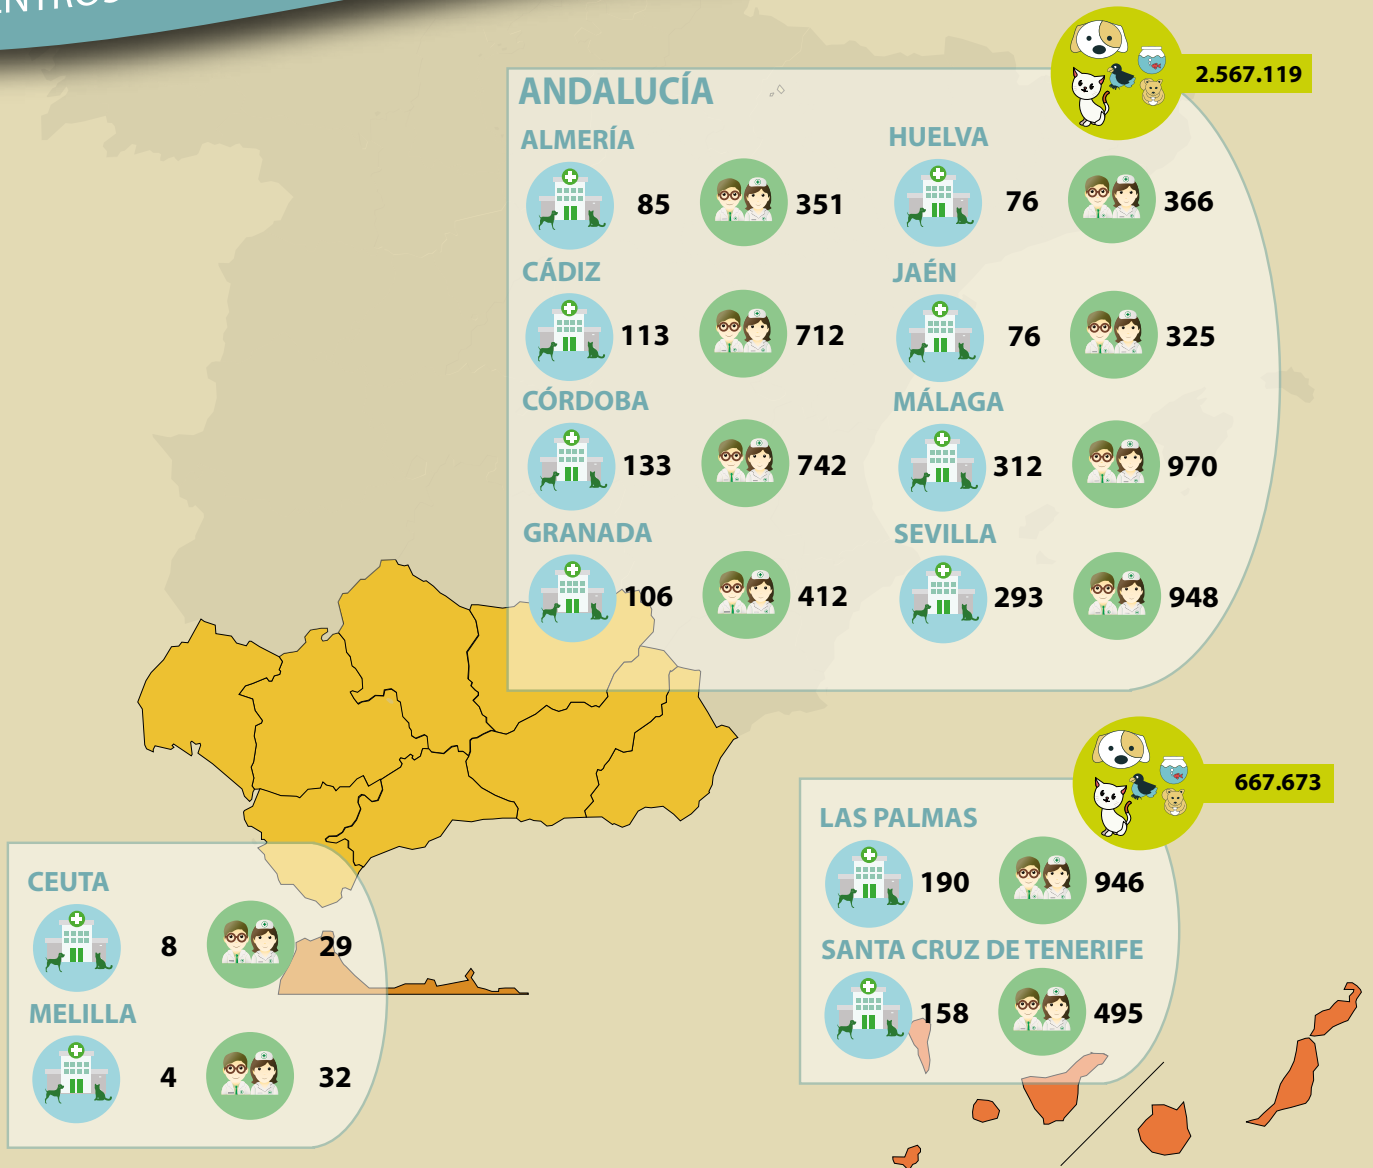 2.567.119
ANDALUCÍA
ALMERÍA
85 351
HUELVA
76 366
CÁDIZ
113 712
JAÉN
76 325
CÓRDOBA
133 742
MÁLAGA
312 970
GRANADA
106 412
SEVILLA
293 948
667.673
LAS PALMAS
190 946
SANTA CRUZ DE TENERIFE
158 495
CEUTA
8 29
MELILLA
4 32